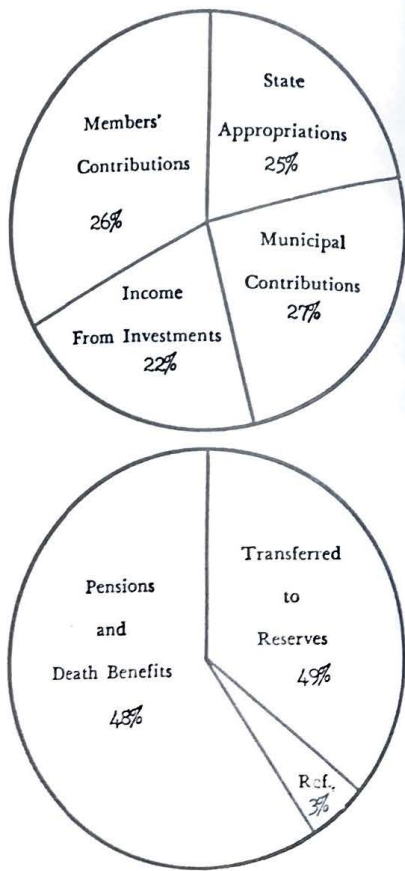 State
Appropriations
25%
Members'
Contributions
26%
Municipal
Contributions
27%
Income
From Investments
22%
Transferred
to
Reserves
49%
Pensions
and
Death Benefits
48%
Ref.
3%